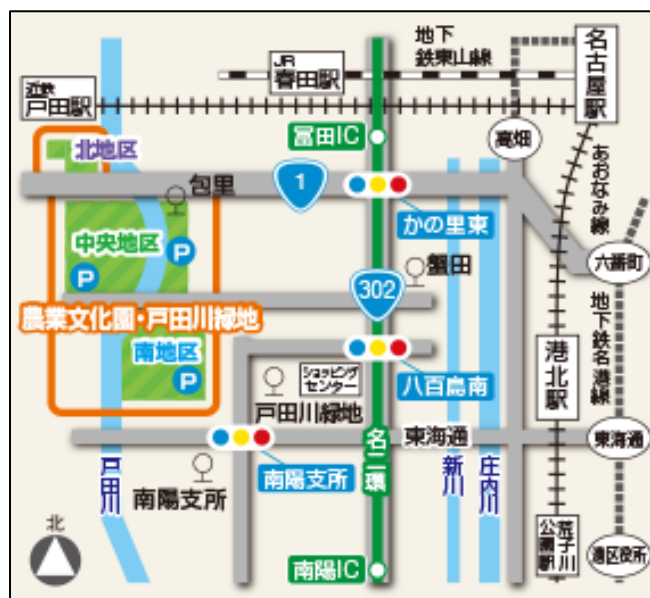 地下
鉄東山線
名古屋駅
JR
春田駅
近鉄
戸田駅
冨田IC
高畑
北地区
包里
1
かの里東
あおなみ線
中央地区
P
P
蟹田
六番町
302
農業文化園・戸田川緑地
南地区
P
ショッピング
センター
八百島南
港北駅
地下鉄名港線
戸田川緑地
名二環
東海通
東海通
戸田川
南陽支所
南陽支所
新川
庄内川
荒子川
公園駅
港区役所
北
南陽IC